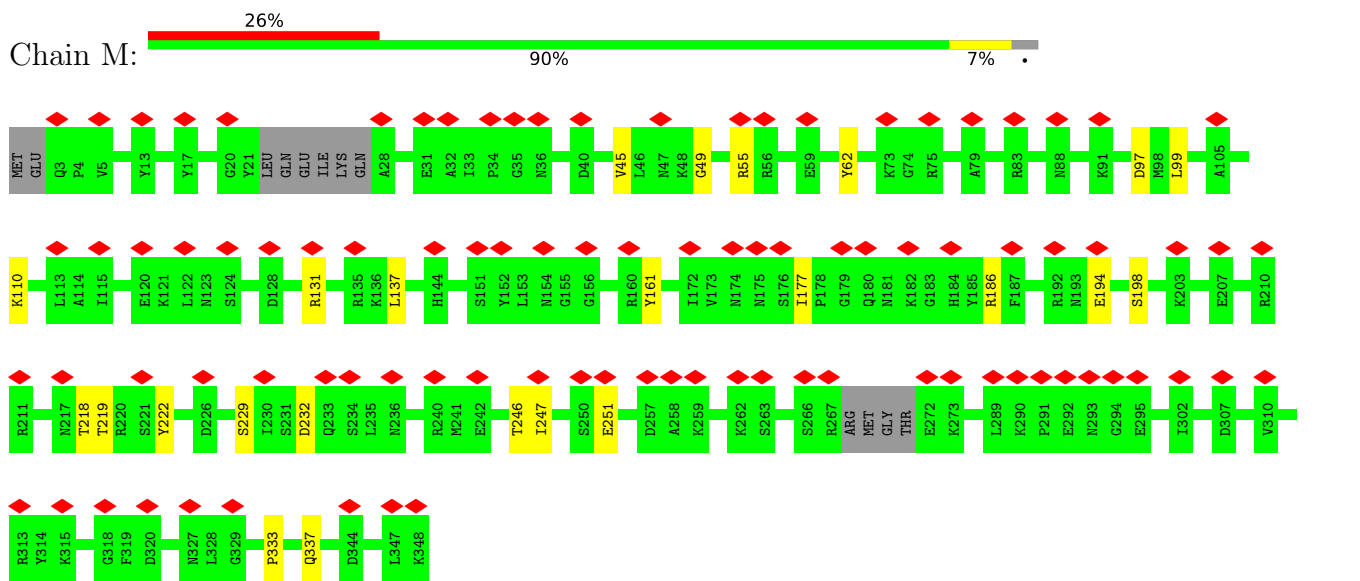 26%
Chain M:
90% 7% •
MET GLU Q3 P4 V5 Y13 Y17 G20 Y21 LEU GLN GLU ILE LYS GLN A28 E31 A32 I33 P34 G35 N36 D40 V45 L46 N47 K48 G49 R55 R56 E59 Y62 K73 G74 R75 A79 R83 N88 K91 D97 M98 L99 A105
K110 L113 A114 I115 E120 K121 L122 N123 S124 D128 R131 R135 K136 L137 H144 S151 Y152 L153 N154 G155 G156 R160 Y161 I172 V173 N174 N175 S176 I177 P178 G179 Q180 N181 K182 G183 H184 Y185 R186 F187 R192 N193 E194 S198 K203 E207 R210
R211 N217 T218 T219 R220 S221 Y222 D226 S229 I230 S231 D232 Q233 S234 L235 N236 R240 M241 E242 T246 I247 S250 E251 D257 A258 K259 K262 S263 S266 R267 ARG MET GLY THR E272 K273 L289 K290 P291 E292 N293 G294 E295 I302 D307 V310
R313 Y314 K315 G318 F319 D320 N327 L328 G329 P333 Q337 D344 L347 K348